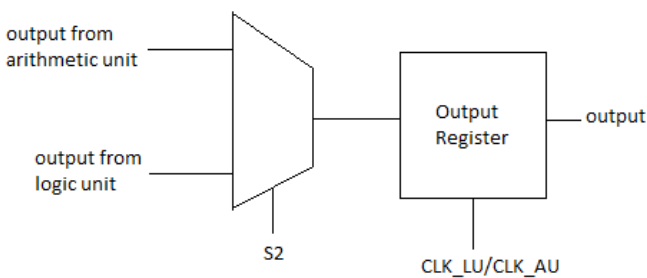 output from
arithmetic unit
output from
logic unit
S2
Output
Register
output
CLK_LU/CLK_AU